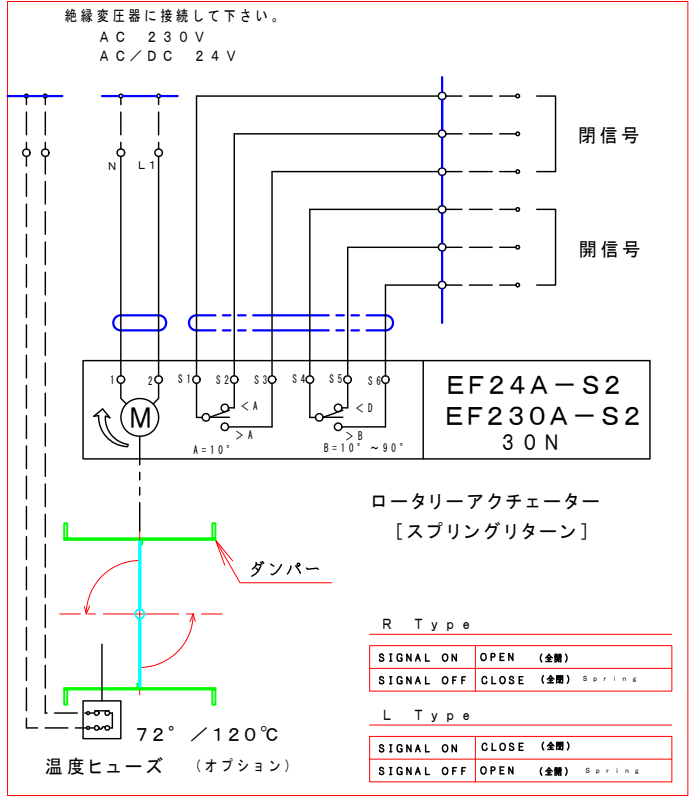 絶縁変圧器に接続して下さい。
AC 230V
AC/DC 24V
N L1
閉信号
開信号
1 2 S1 S2 S3 S4 S5 S6
M
<A
>A
A=10°
<D
>B
B=10° ~90°
EF24A-S2
EF230A-S2
30N
ロータリーアクチェーター
[スプリングリターン]
ダンパー
R Type
SIGNAL ON OPEN (全開)
SIGNAL OFF CLOSE (全閉) Spring
L Type
SIGNAL ON CLOSE (全閉)
SIGNAL OFF OPEN (全開) Spring
72° /120℃
温度ヒューズ (オプション)